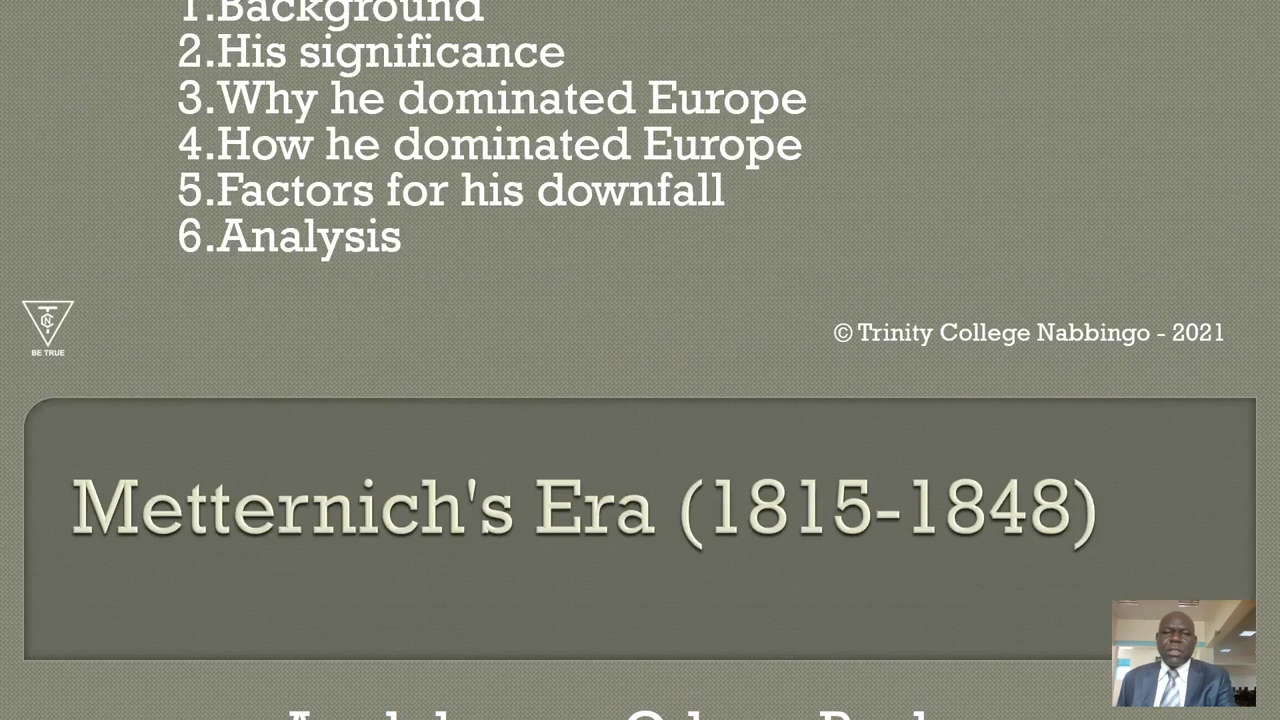 1.Background
2.His significance
3.Why he dominated Europe
4.How he dominated Europe
5.Factors for his downfall
6.Analysis
TCN
BE TRUE
© Trinity College Nabbingo - 2021
Metternich's Era (1815-1848)